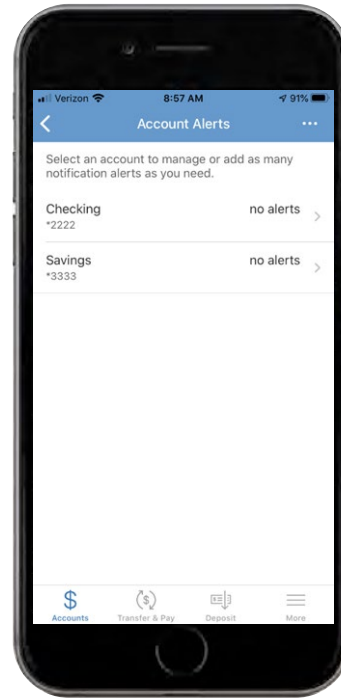 Verizon 8:57 AM 91%
Account Alerts
Select an account to manage or add as many
notification alerts as you need.
Checking no alerts
*2222
Savings no alerts
*3333
$ $
Accounts Transfer & Pay Deposit More